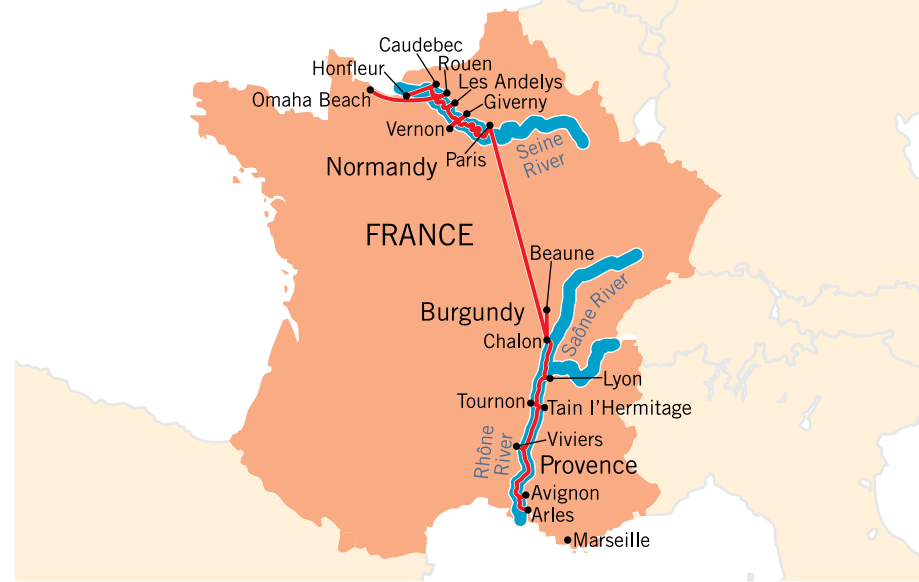 Caudebec
Rouen
Honfleur
Les Andelys
Omaha Beach
Giverny
Vernon
Paris
Seine
River
Normandy
FRANCE
Beaune
Burgundy
Saône River
Chalon
Lyon
Tournon
Tain l'Hermitage
Viviers
Rhône
River
Provence
Avignon
Arles
Marseille